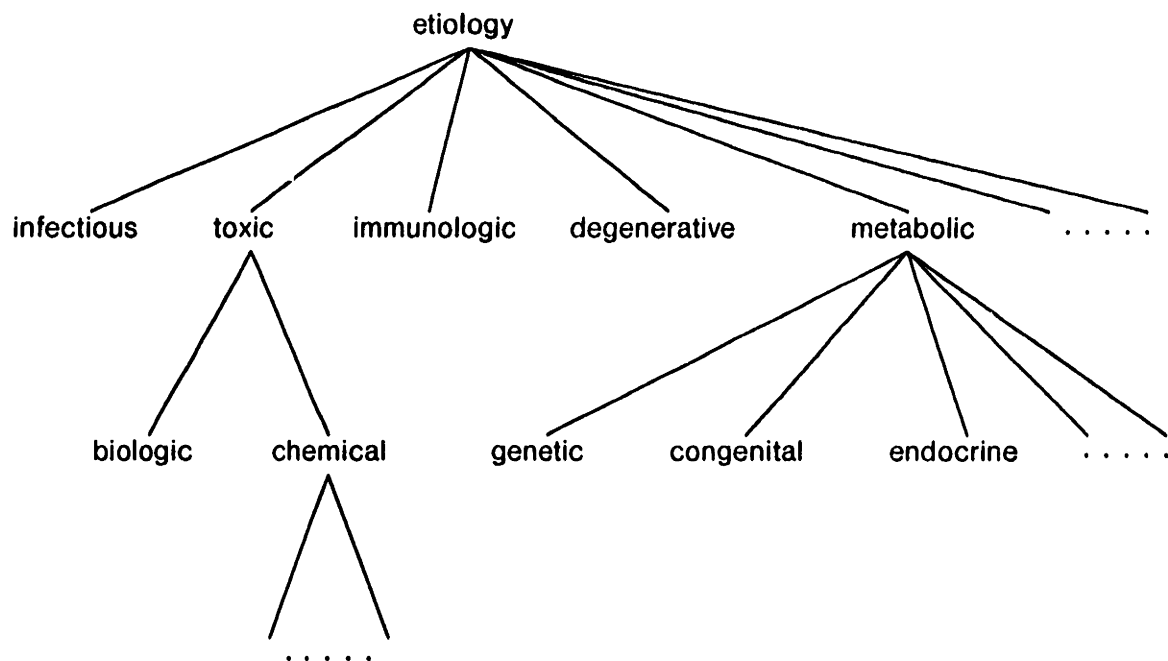 etiology
infectious toxic immunologic degenerative metabolic . . . . .
biologic chemical genetic congenital endocrine . . . . .
. . . . .